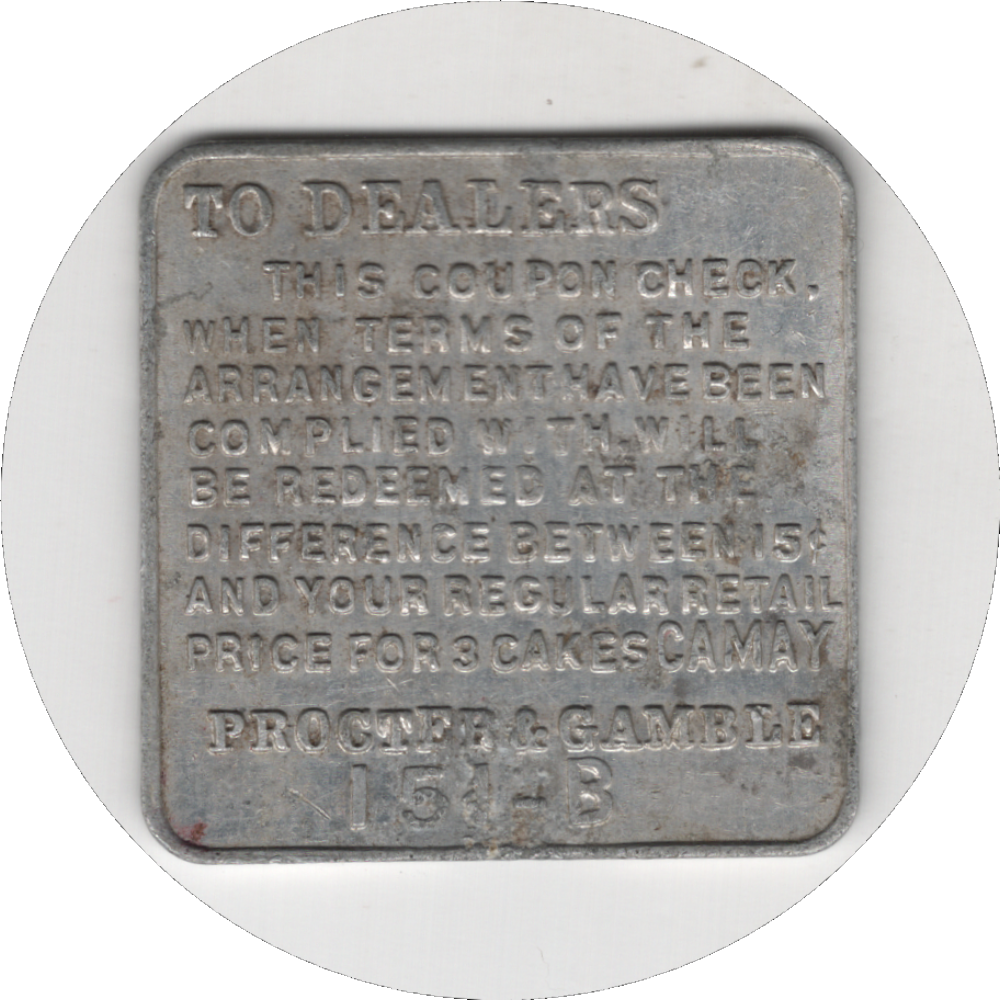 TO DEALERS
THIS COUPON CHECK,
WHEN TERMS OF THE
ARRANGEMENT HAVE BEEN
COMPLIED WITH WILL
BE REDEEMED AT THE
DIFFERENCE BETWEEN 15¢
AND YOUR REGULAR RETAIL
PRICE FOR 3 CAKES CAMAY
PROCTER & GAMBLE
151-B